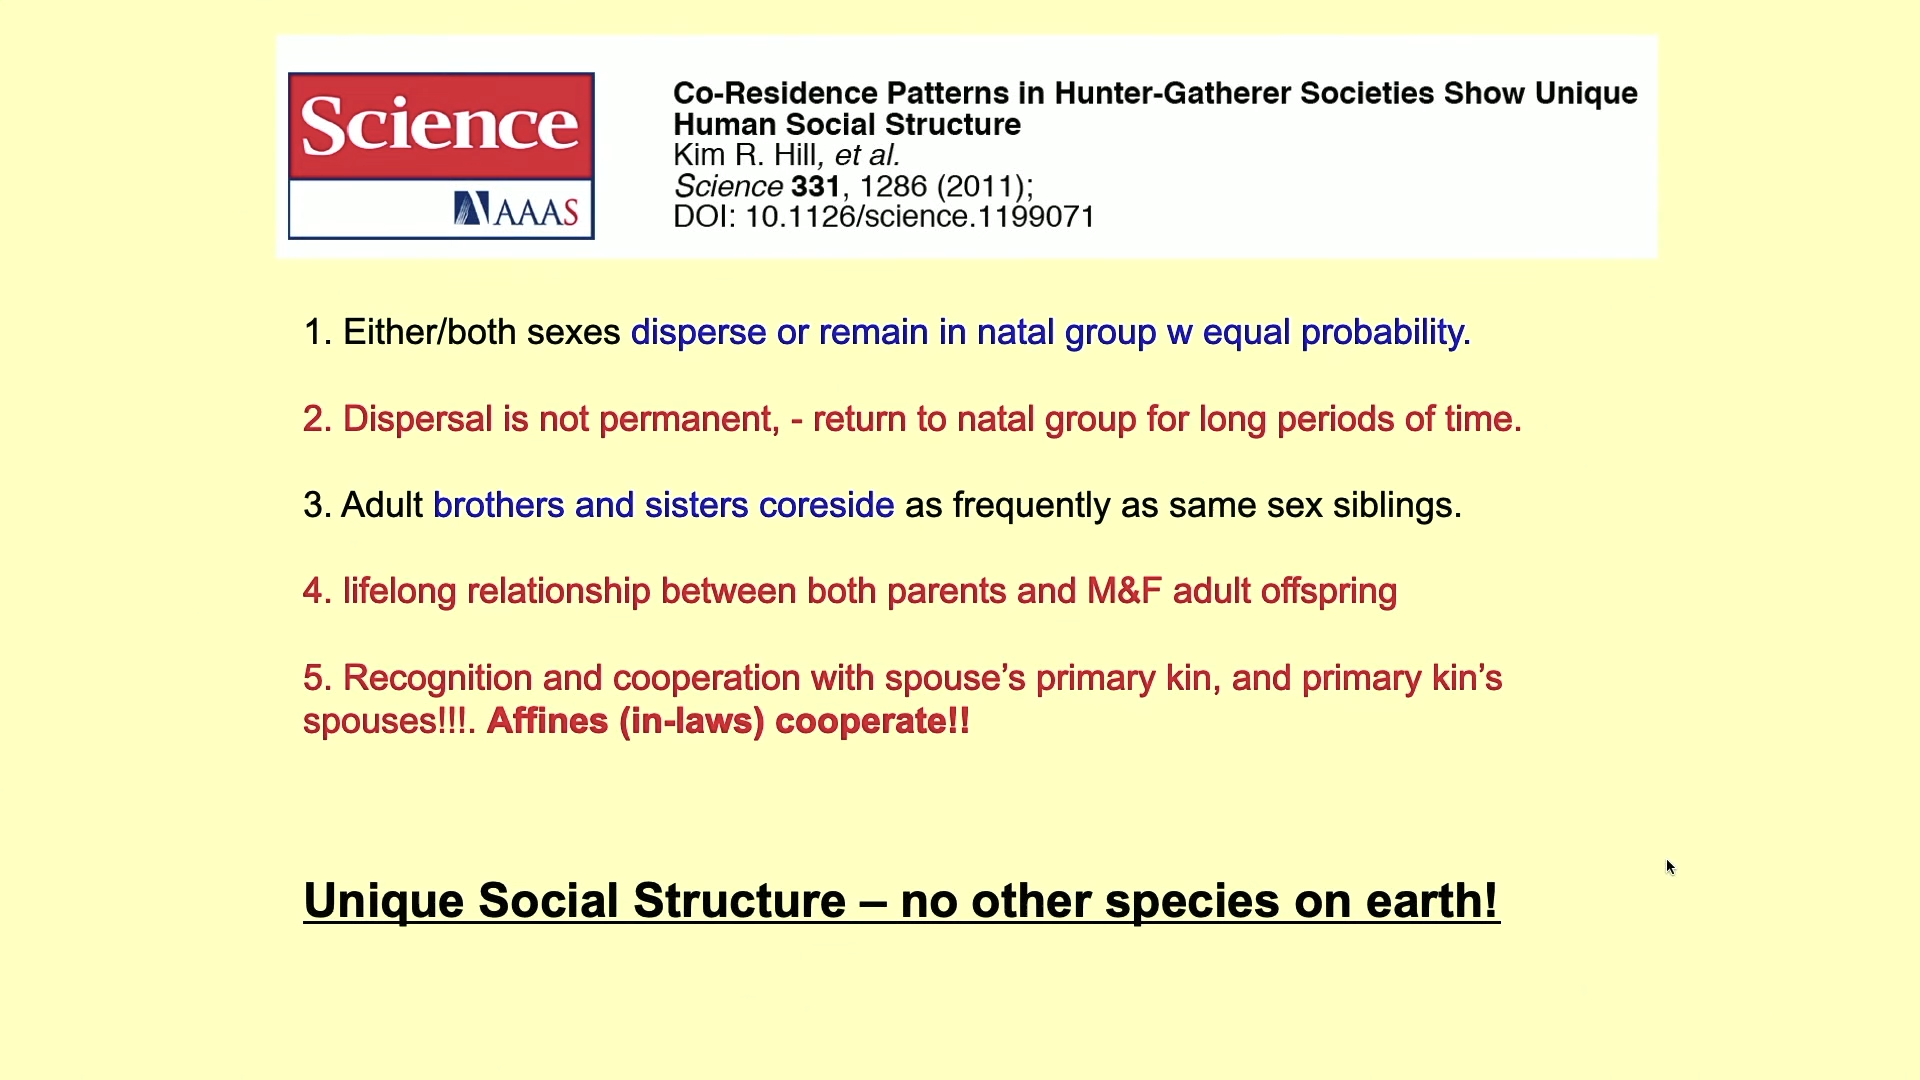 Science
AAAS
Co-Residence Patterns in Hunter-Gatherer Societies Show Unique
Human Social Structure
Kim R. Hill, et al.
Science 331, 1286 (2011);
DOI: 10.1126/science.1199071
1. Either/both sexes disperse or remain in natal group w equal probability.
2. Dispersal is not permanent, - return to natal group for long periods of time.
3. Adult brothers and sisters coreside as frequently as same sex siblings.
4. lifelong relationship between both parents and M&F adult offspring
5. Recognition and cooperation with spouse’s primary kin, and primary kin’s
spouses!!!. Affines (in-laws) cooperate!!
Unique Social Structure – no other species on earth!